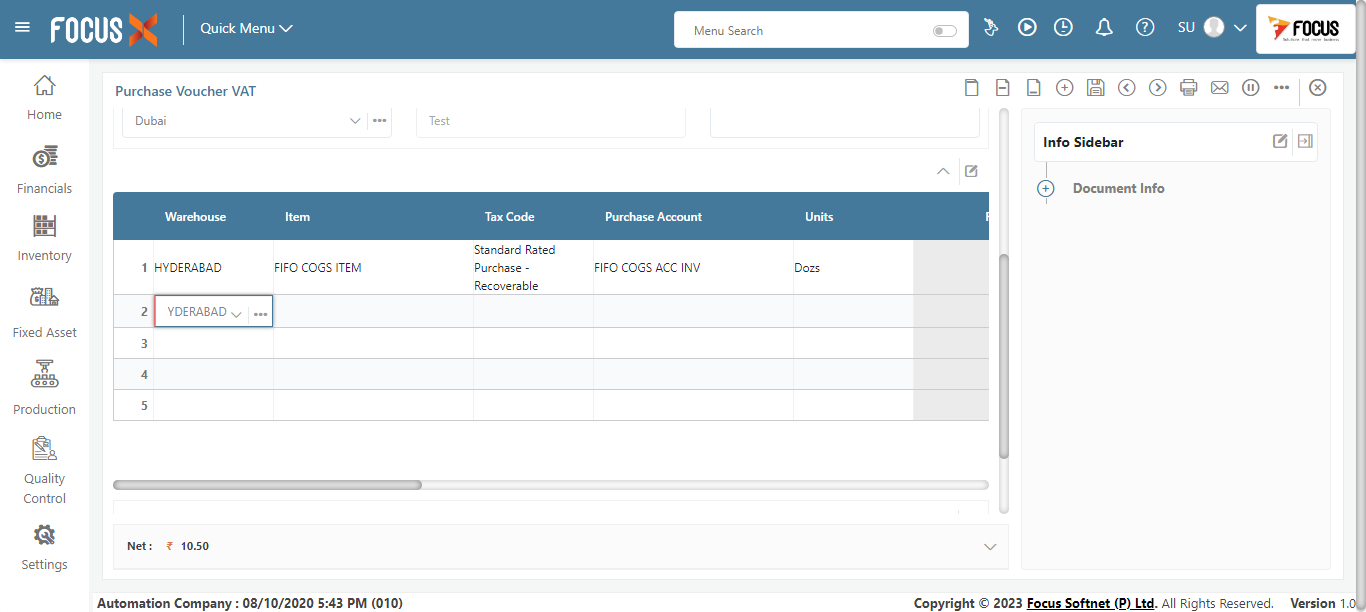 FOCUS X
Quick Menu
Menu Search
SU
FOCUS
Home
Financials
Inventory
Fixed Asset
Production
Quality
Control
Settings
Purchase Voucher VAT
Dubai
Test
Warehouse Item Tax Code Purchase Account Units
1 HYDERABAD FIFO COGS ITEM Standard Rated
Purchase -
Recoverable FIFO COGS ACC INV Dozs
2 YDERABAD
3
4
5
Net : ₹ 10.50
Info Sidebar
Document Info
Automation Company : 08/10/2020 5:43 PM (010)
Copyright © 2023 Focus Softnet (P) Ltd. All Rights Reserved. Version 1.0